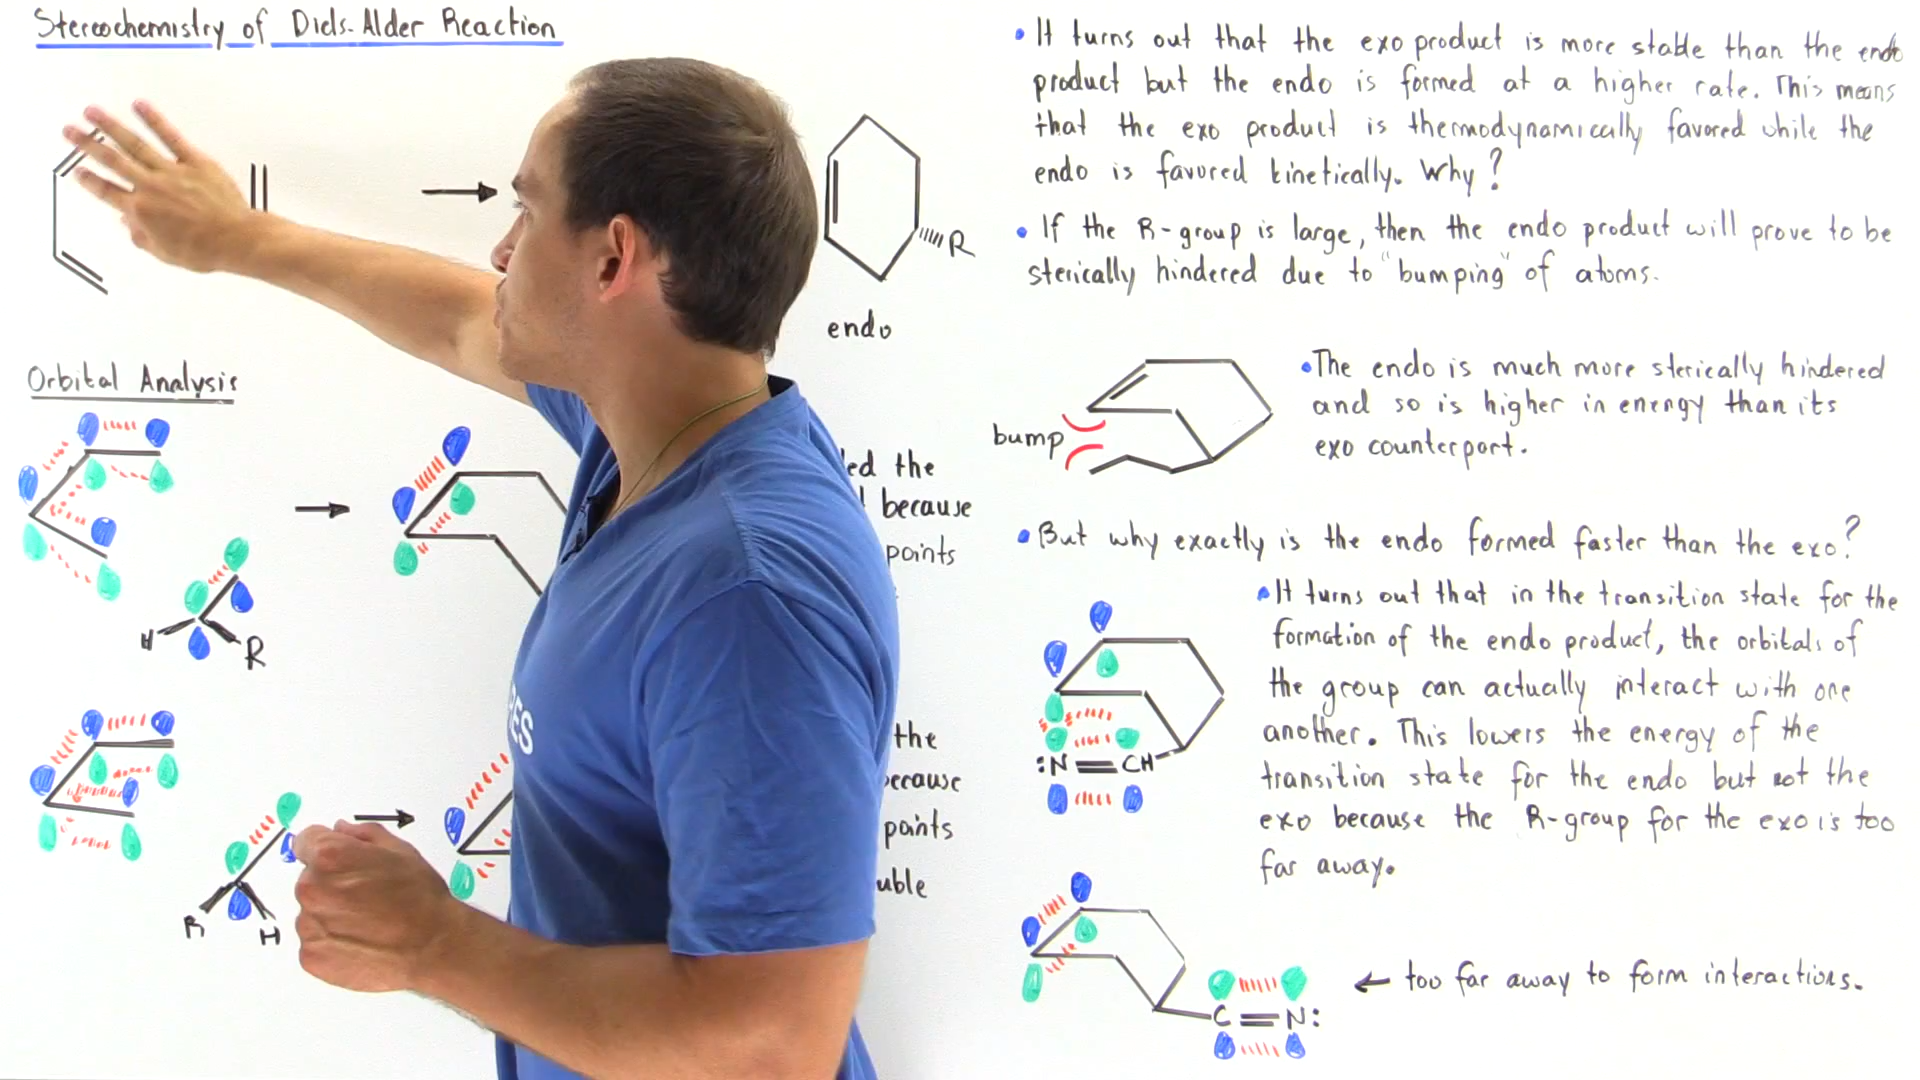 Stereochemistry of Diels-Alder Reaction
R
endo
Orbital Analysis
H
R
R
H
ed the
because
points
the
ecause
points
uble
PES
• It turns out that the exo product is more stable than the endo
product but the endo is formed at a higher rate. This means
that the exo product is thermodynamically favored while the
endo is favored kinetically. Why?
• If the R-group is large, then the endo product will prove to be
sterically hindered due to "bumping" of atoms.
bump
• The endo is much more sterically hindered
and so is higher in energy than its
exo counterpart.
• But why exactly is the endo formed faster than the exo?
• It turns out that in the transition state for the
formation of the endo product, the orbitals of
the group can actually interact with one
another. This lowers the energy of the
transition state for the endo but not the
exo because the R-group for the exo is too
far away.
:N=CH
C=N:
← too far away to form interactions.